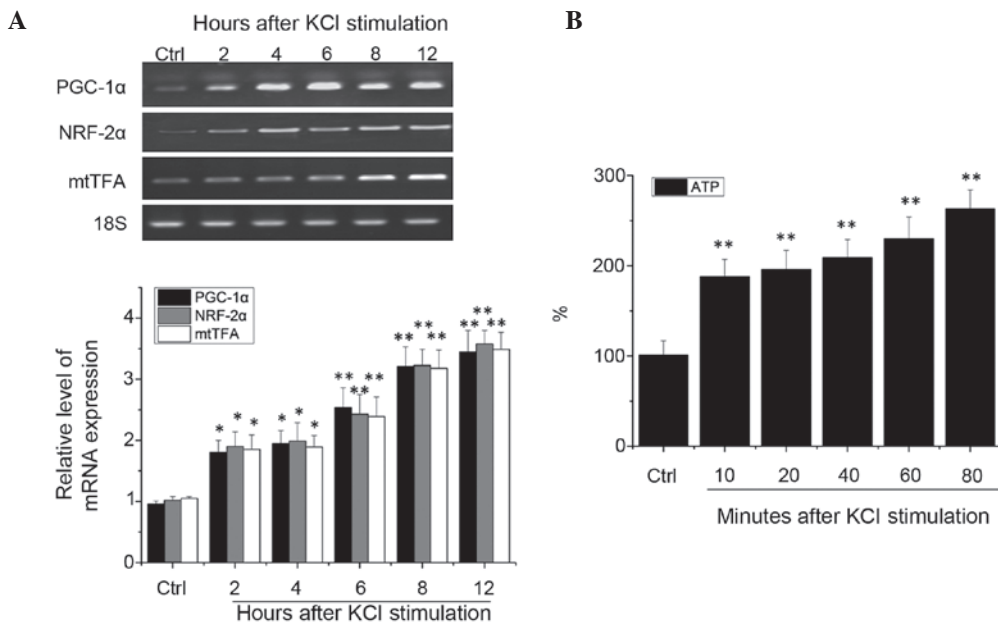 A
Hours after KCl stimulation
Ctrl 2 4 6 8 12
PGC-1α
NRF-2α
mtTFA
18S
PGC-1α
NRF-2α
mtTFA
Relative level of
mRNA expression
4
3
2
1
0
* * *
* * *
** ** **
** ** **
** ** **
Ctrl 2 4 6 8 12
Hours after KCl stimulation
B
ATP
%
300
200
100
0
** ** ** ** **
Ctrl 10 20 40 60 80
Minutes after KCl stimulation